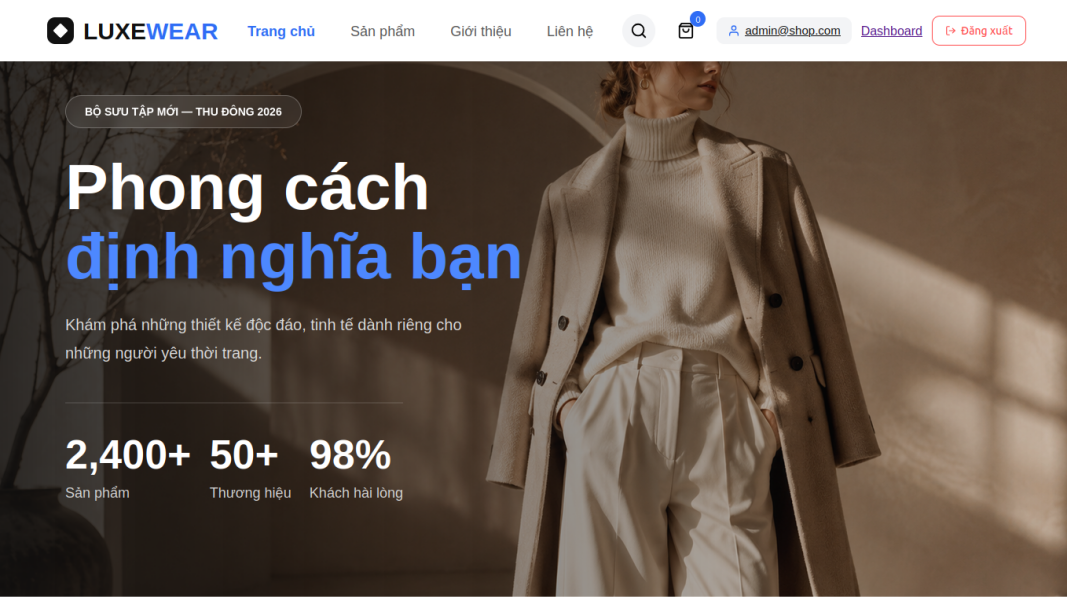 LUXEWEAR
Trang chủ
Sản phẩm
Giới thiệu
Liên hệ
0
admin@shop.com
Dashboard
Đăng xuất
BỘ SƯU TẬP MỚI — THU ĐÔNG 2026
Phong cách
định nghĩa bạn
Khám phá những thiết kế độc đáo, tinh tế dành riêng cho
những người yêu thời trang.
2,400+ 50+ 98%
Sản phẩm Thương hiệu Khách hài lòng